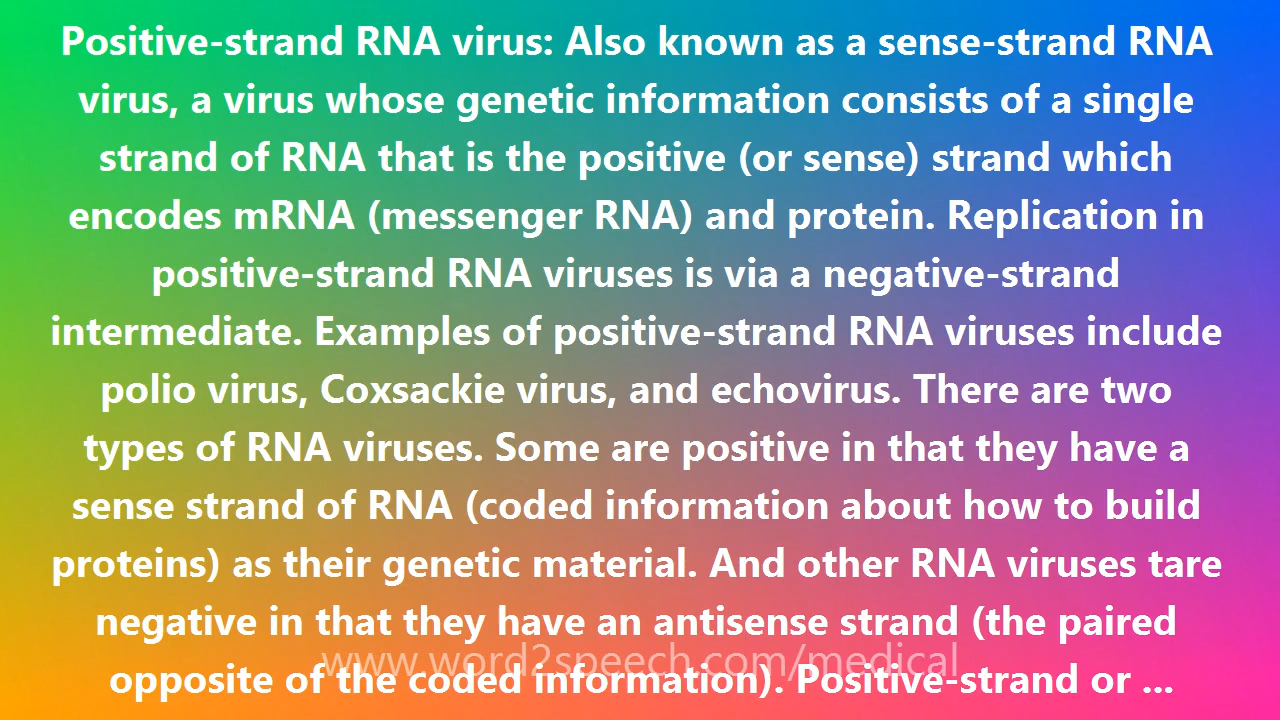 Positive-strand RNA virus: Also known as a sense-strand RNA
virus, a virus whose genetic information consists of a single
strand of RNA that is the positive (or sense) strand which
encodes mRNA (messenger RNA) and protein. Replication in
positive-strand RNA viruses is via a negative-strand
intermediate. Examples of positive-strand RNA viruses include
polio virus, Coxsackie virus, and echovirus. There are two
types of RNA viruses. Some are positive in that they have a
sense strand of RNA (coded information about how to build
proteins) as their genetic material. And other RNA viruses tare
negative in that they have an antisense strand (the paired
www.word2speech.com/medical
opposite of the coded information). Positive-strand or ...